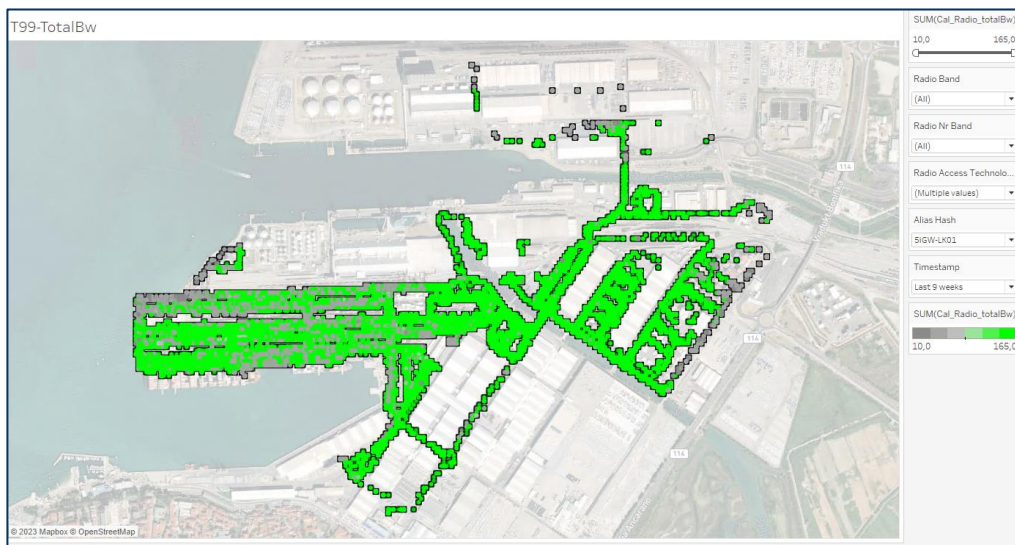 T99-TotalBw
SUM(Cal_Radio_totalBw)
10,0 165,0
Radio Band
(All)
Radio Nr Band
(All)
Radio Access Technolo...
(Multiple values)
Alias Hash
5iGW-LK01
Timestamp
Last 9 weeks
SUM(Cal_Radio_totalBw)
10,0 165,0
114
114
114
© 2023 Mapbox © OpenStreetMap